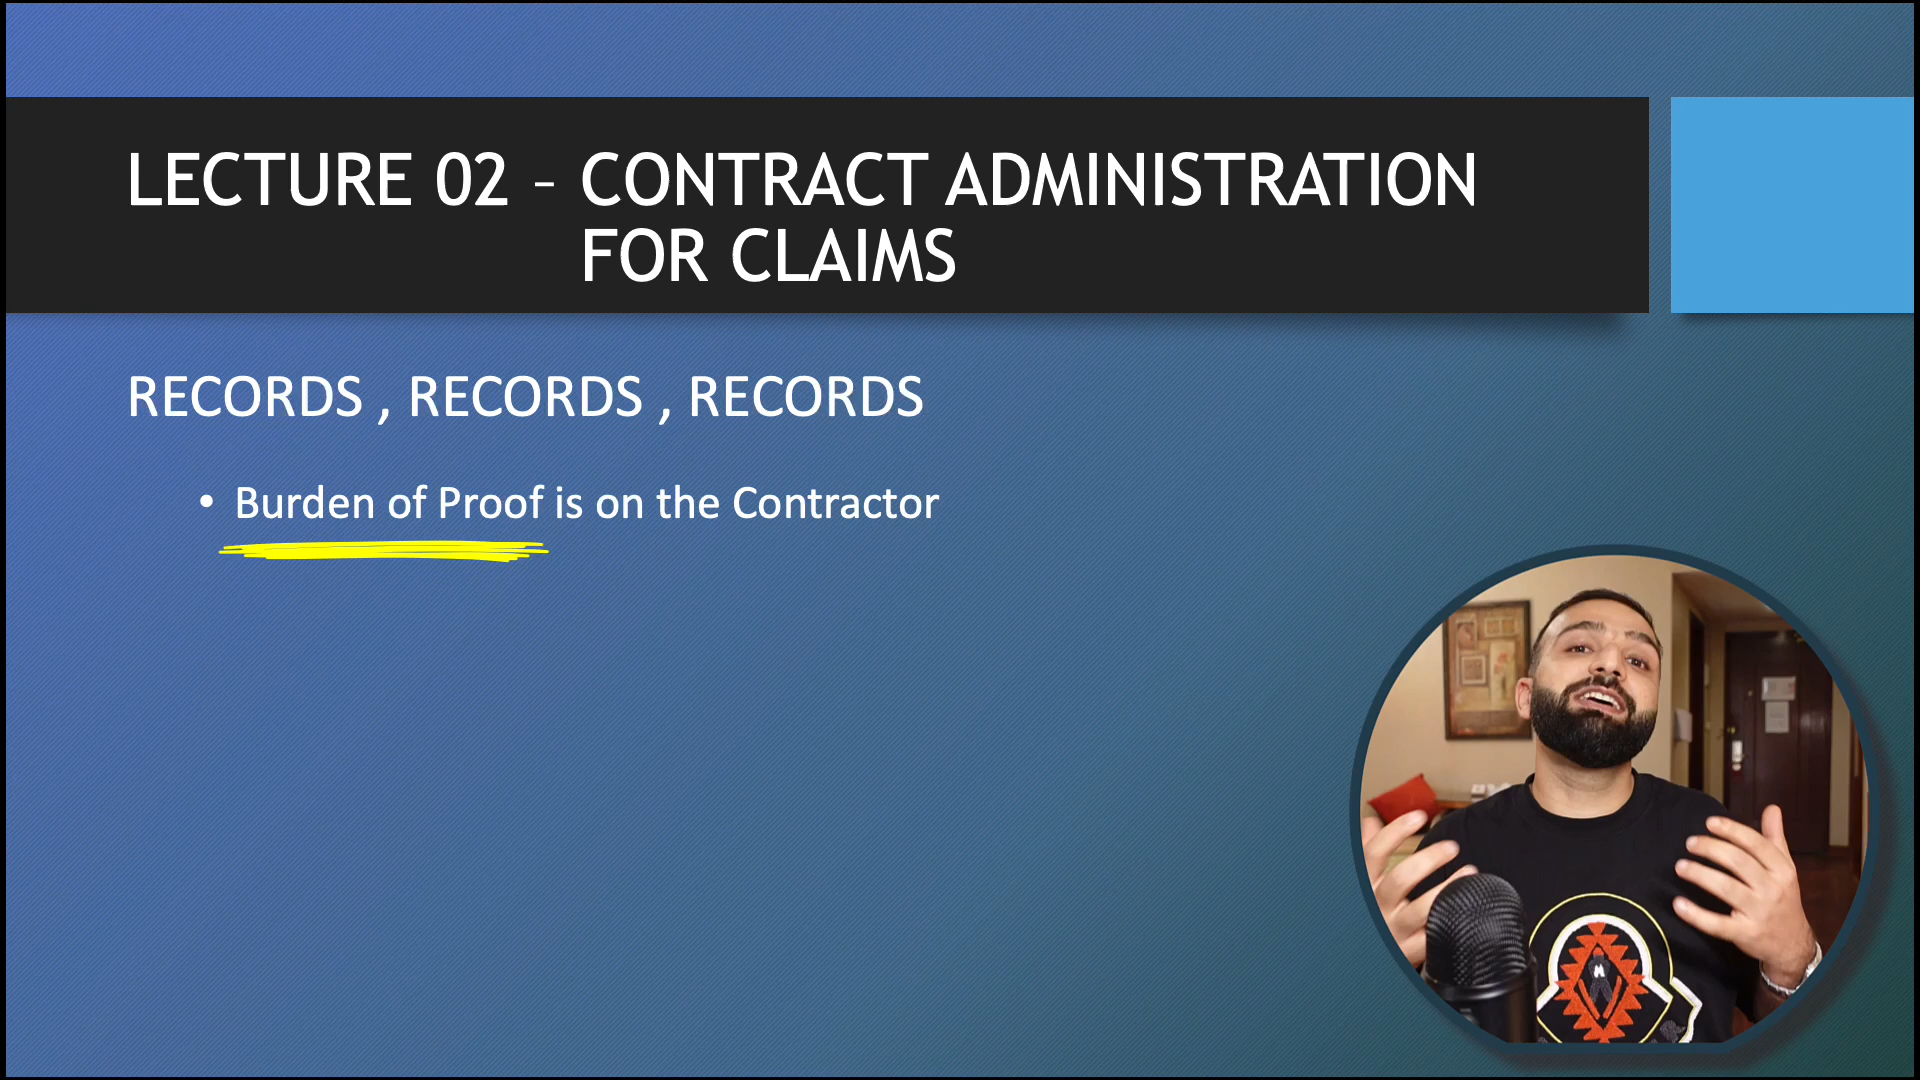 LECTURE 02 – CONTRACT ADMINISTRATION
FOR CLAIMS
RECORDS , RECORDS , RECORDS
• Burden of Proof is on the Contractor